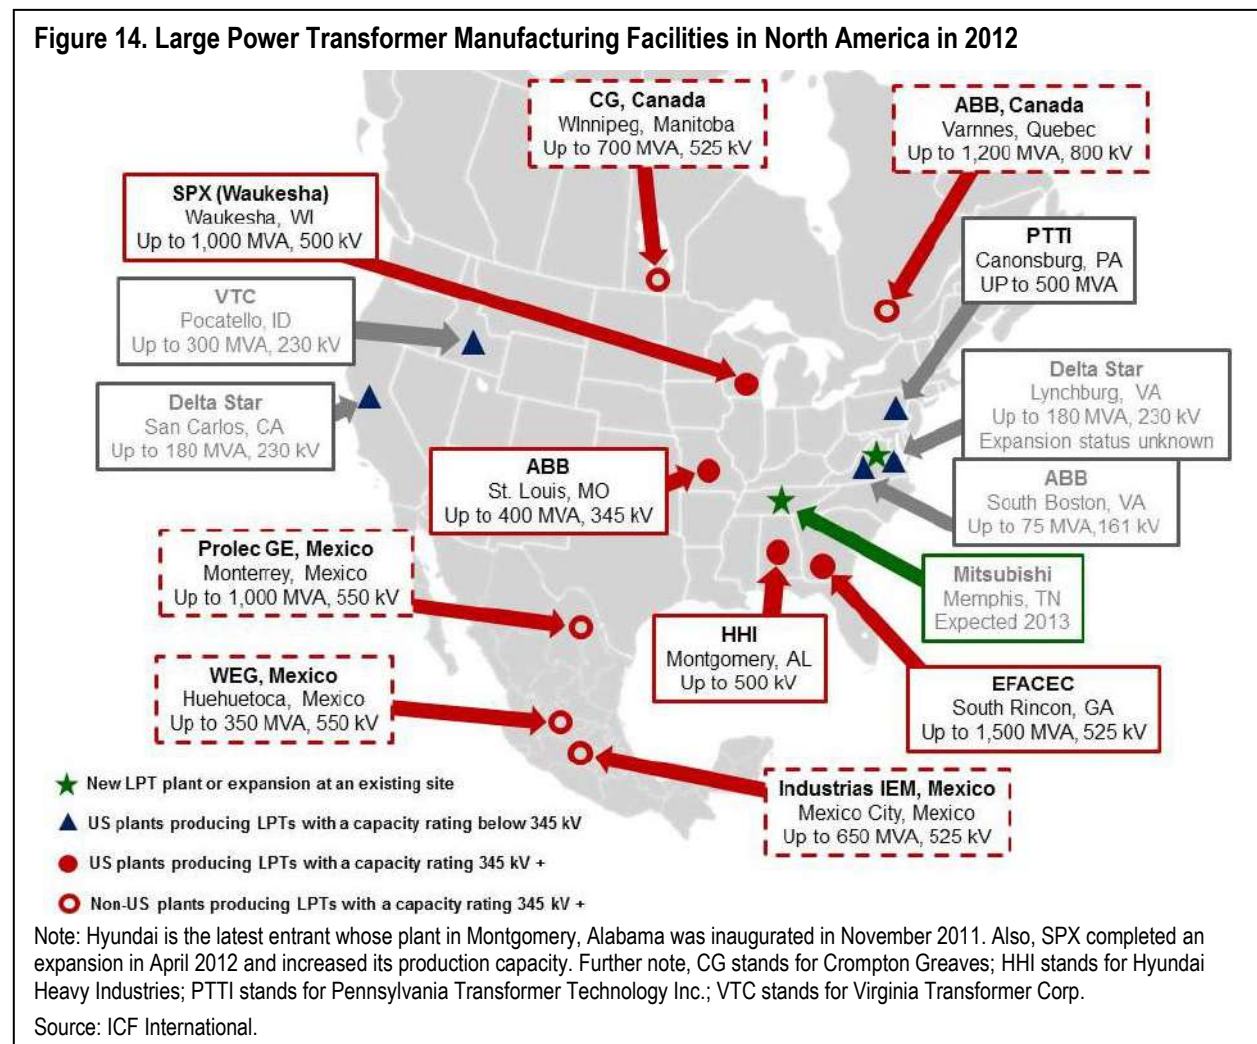 Figure 14. Large Power Transformer Manufacturing Facilities in North America in 2012
CG, Canada
WInnipeg, Manitoba
Up to 700 MVA, 525 kV
ABB, Canada
Varnnes, Quebec
Up to 1,200 MVA, 800 kV
SPX (Waukesha)
Waukesha, WI
Up to 1,000 MVA, 500 kV
PTTI
Canonsburg, PA
UP to 500 MVA
VTC
Pocatello, ID
Up to 300 MVA, 230 kV
Delta Star
Lynchburg, VA
Up to 180 MVA, 230 kV
Expansion status unknown
Delta Star
San Carlos, CA
Up to 180 MVA, 230 kV
ABB
St. Louis, MO
Up to 400 MVA, 345 kV
ABB
South Boston, VA
Up to 75 MVA,161 kV
Prolec GE, Mexico
Monterrey, Mexico
Up to 1,000 MVA, 550 kV
Mitsubishi
Memphis, TN
Expected 2013
HHI
Montgomery, AL
Up to 500 kV
WEG, Mexico
Huehuetoca, Mexico
Up to 350 MVA, 550 kV
EFACEC
South Rincon, GA
Up to 1,500 MVA, 525 kV
Industrias IEM, Mexico
Mexico City, Mexico
Up to 650 MVA, 525 kV
New LPT plant or expansion at an existing site
US plants producing LPTs with a capacity rating below 345 kV
US plants producing LPTs with a capacity rating 345 kV +
Non-US plants producing LPTs with a capacity rating 345 kV +
Note: Hyundai is the latest entrant whose plant in Montgomery, Alabama was inaugurated in November 2011. Also, SPX completed an
expansion in April 2012 and increased its production capacity. Further note, CG stands for Crompton Greaves; HHI stands for Hyundai
Heavy Industries; PTTI stands for Pennsylvania Transformer Technology Inc.; VTC stands for Virginia Transformer Corp.
Source: ICF International.